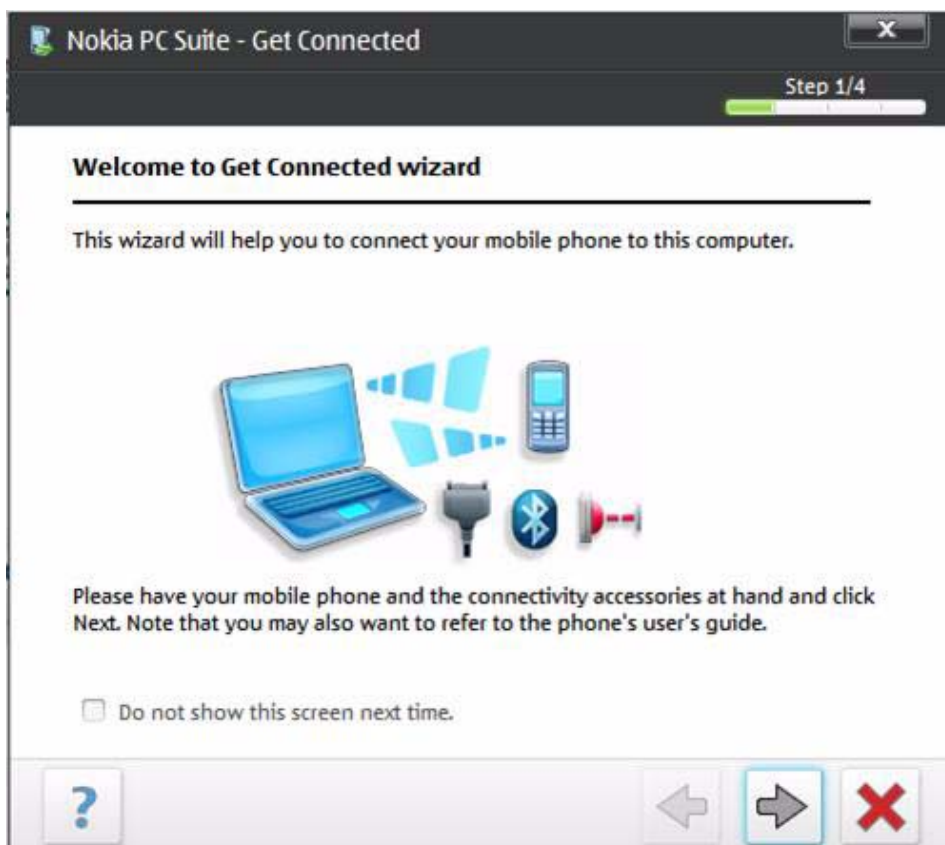 Nokia PC Suite - Get Connected
Step 1/4
Welcome to Get Connected wizard
This wizard will help you to connect your mobile phone to this computer.
Please have your mobile phone and the connectivity accessories at hand and click
Next. Note that you may also want to refer to the phone's user's guide.
Do not show this screen next time.
?